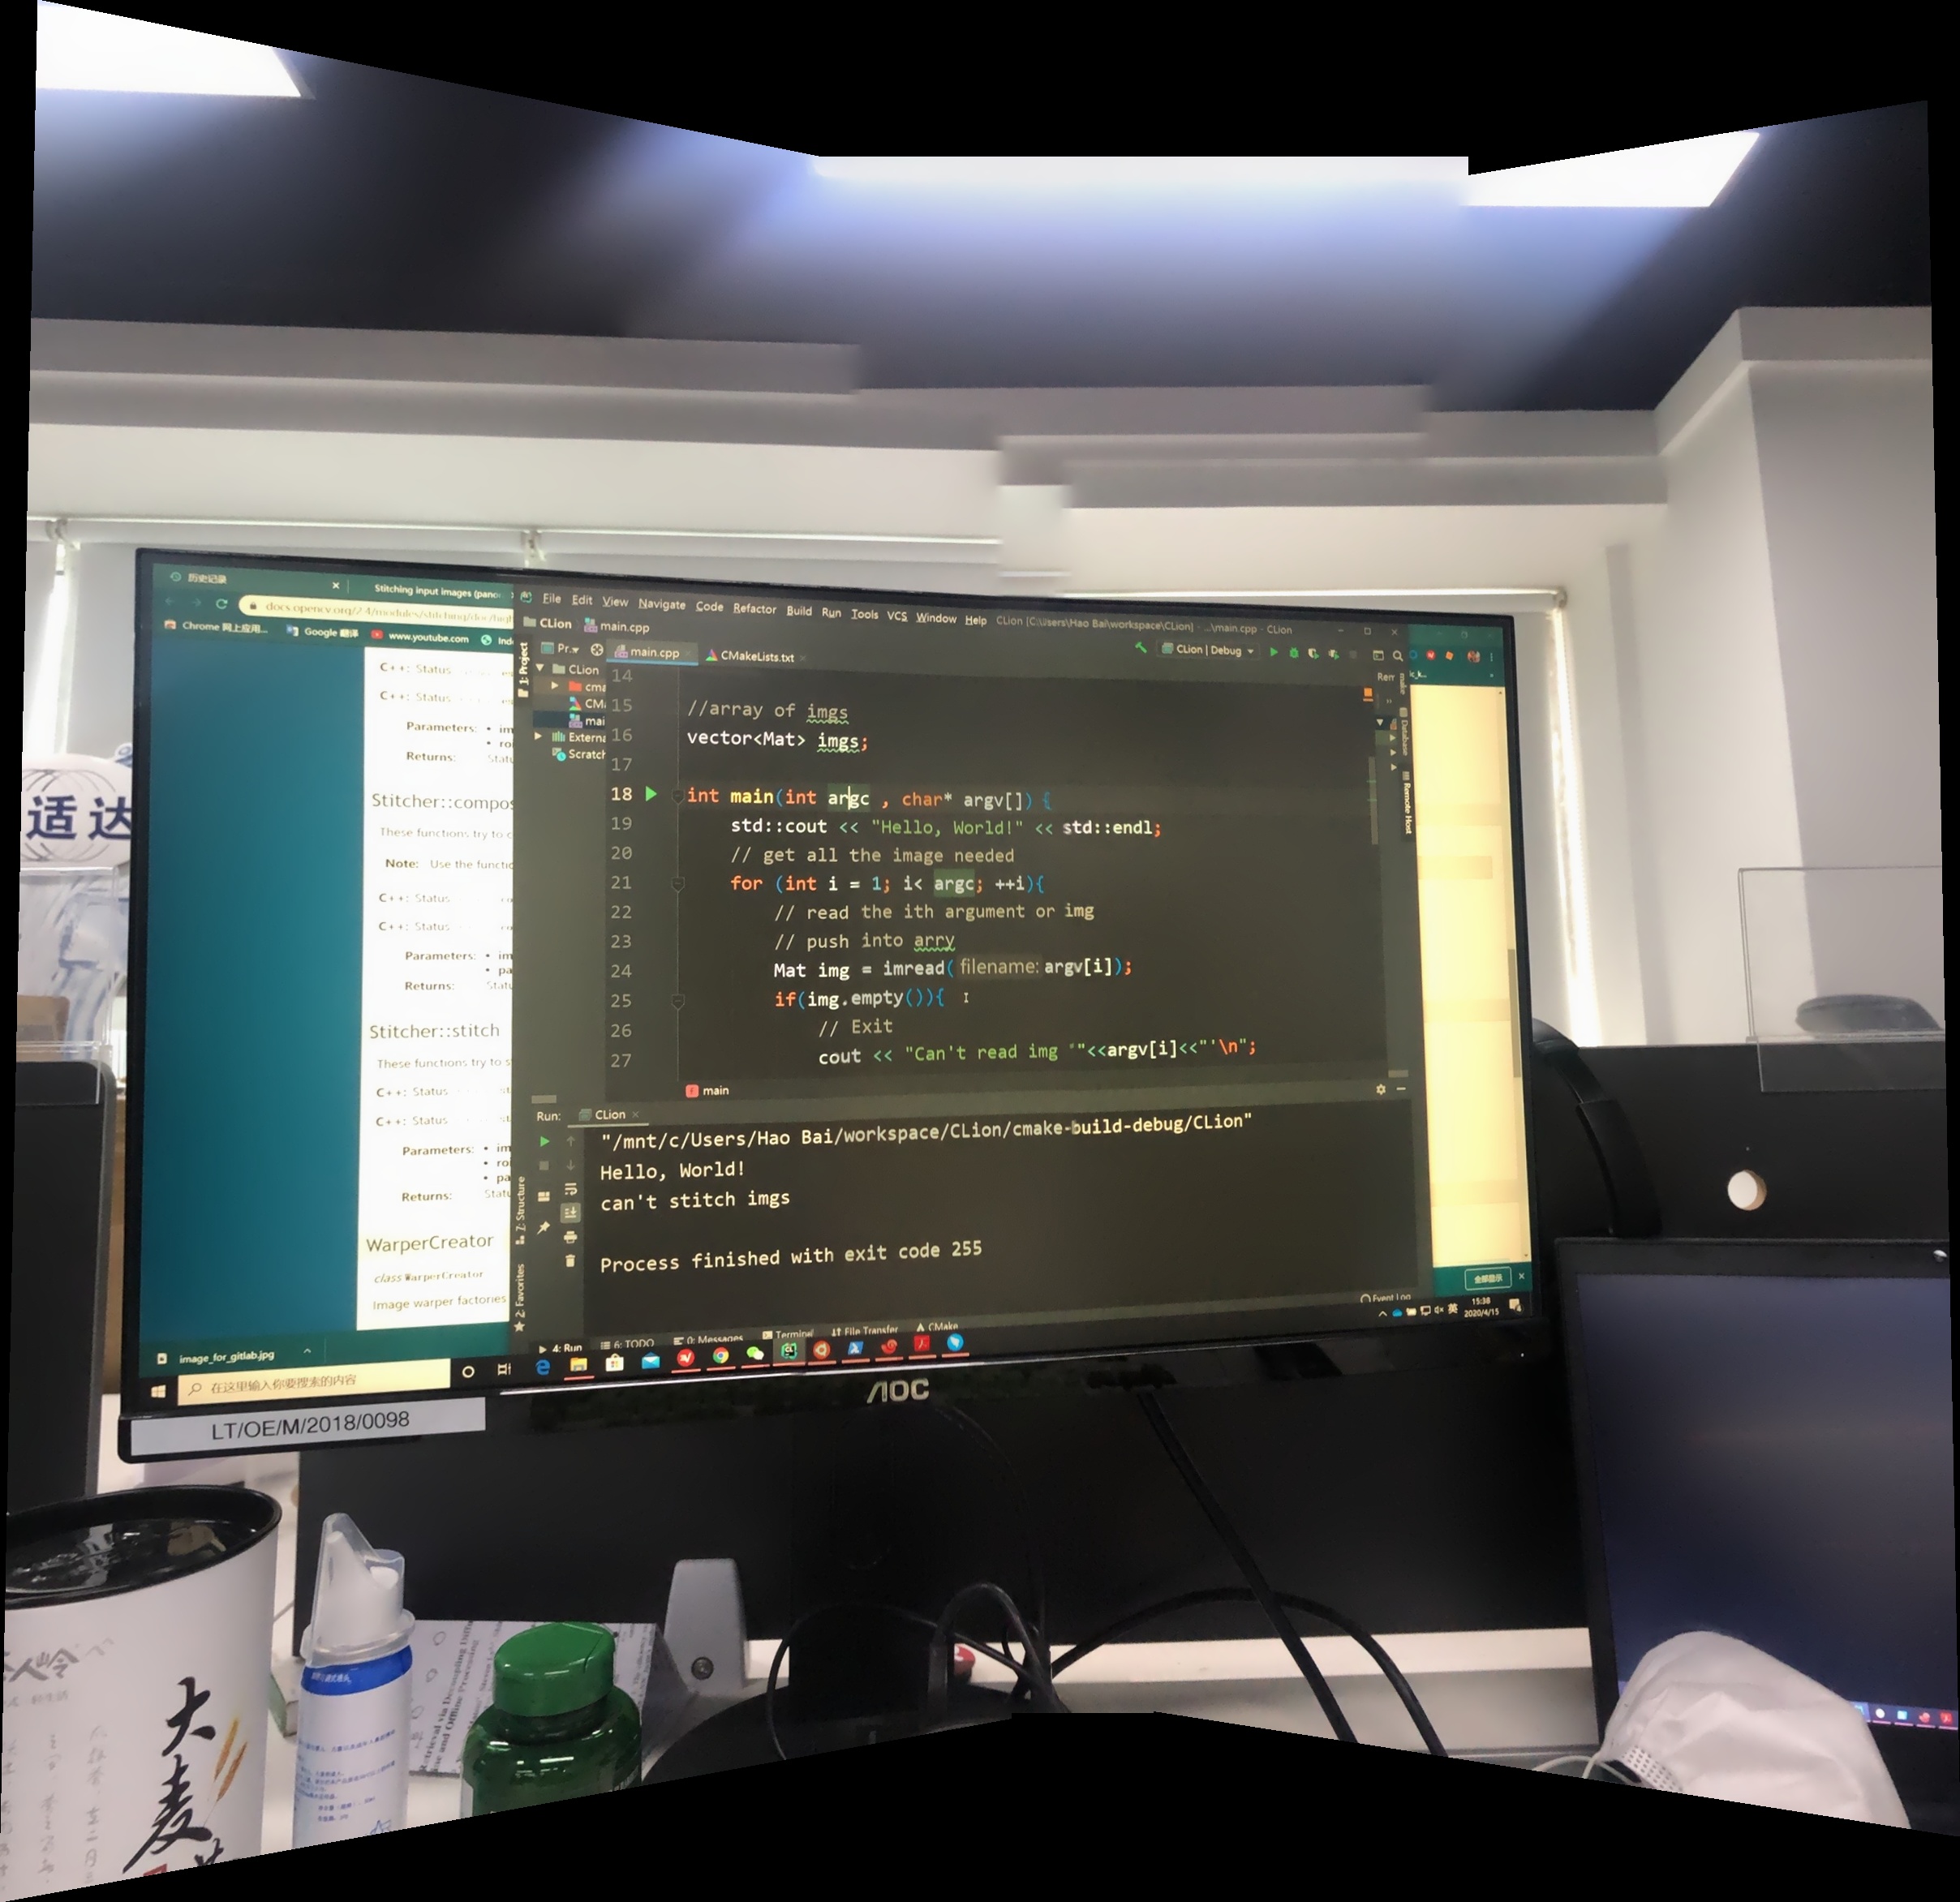 历史记录
Stitching input images (pano
docs.opencv.org/2.4/modules/stitching/doc/high
Chrome 网上应用... Google 翻译 www.youtube.com Ind
C++: Status
C++: Status
Parameters: • im
• roi
Returns: Statu
Stitcher::compos
These functions try to c
Note: Use the functio
C++: Status
C++: Status
Parameters: • im
• pa
Returns: Statu
Stitcher::stitch
These functions try to s
C++: Status
C++: Status
Parameters: • im
• roi
• pa
Returns: Statu
WarperCreator
class WarperCreator
Image warper factories
image_for_gitlab.jpg
在这里输入你要搜索的内容
File Edit View Navigate Code Refactor Build Run Tools VCS Window Help CLion [C:\Users\Hao Bai\workspace\CLion] - ...\main.cpp - CLion
CLion main.cpp
1: Project
Pr.
main.cpp CMakeLists.txt
CLion | Debug
CLion
cma
CMa
mai
Externa
Scratch
14
15 //array of imgs
16 vector<Mat> imgs;
17
18 int main(int argc , char* argv[]) {
19 std::cout << "Hello, World!" << std::endl;
20 // get all the image needed
21 for (int i = 1; i< argc; ++i){
22 // read the ith argument or img
23 // push into arry
24 Mat img = imread( filename: argv[i]);
25 if(img.empty()){
26 // Exit
27 cout << "Can't read img '"<<argv[i]<<"'\n";
main
Rem
make
Database
Remote Host
Run: CLion
"/mnt/c/Users/Hao Bai/workspace/CLion/cmake-build-debug/CLion"
Hello, World!
can't stitch imgs
Process finished with exit code 255
7: Structure
2: Favorites
4: Run 6: TODO 0: Messages Terminal File Transfer CMake
Event Log
全部显示
英
15:38
2020/4/15
AOC
LT/OE/M/2018/0098
适达
大麦